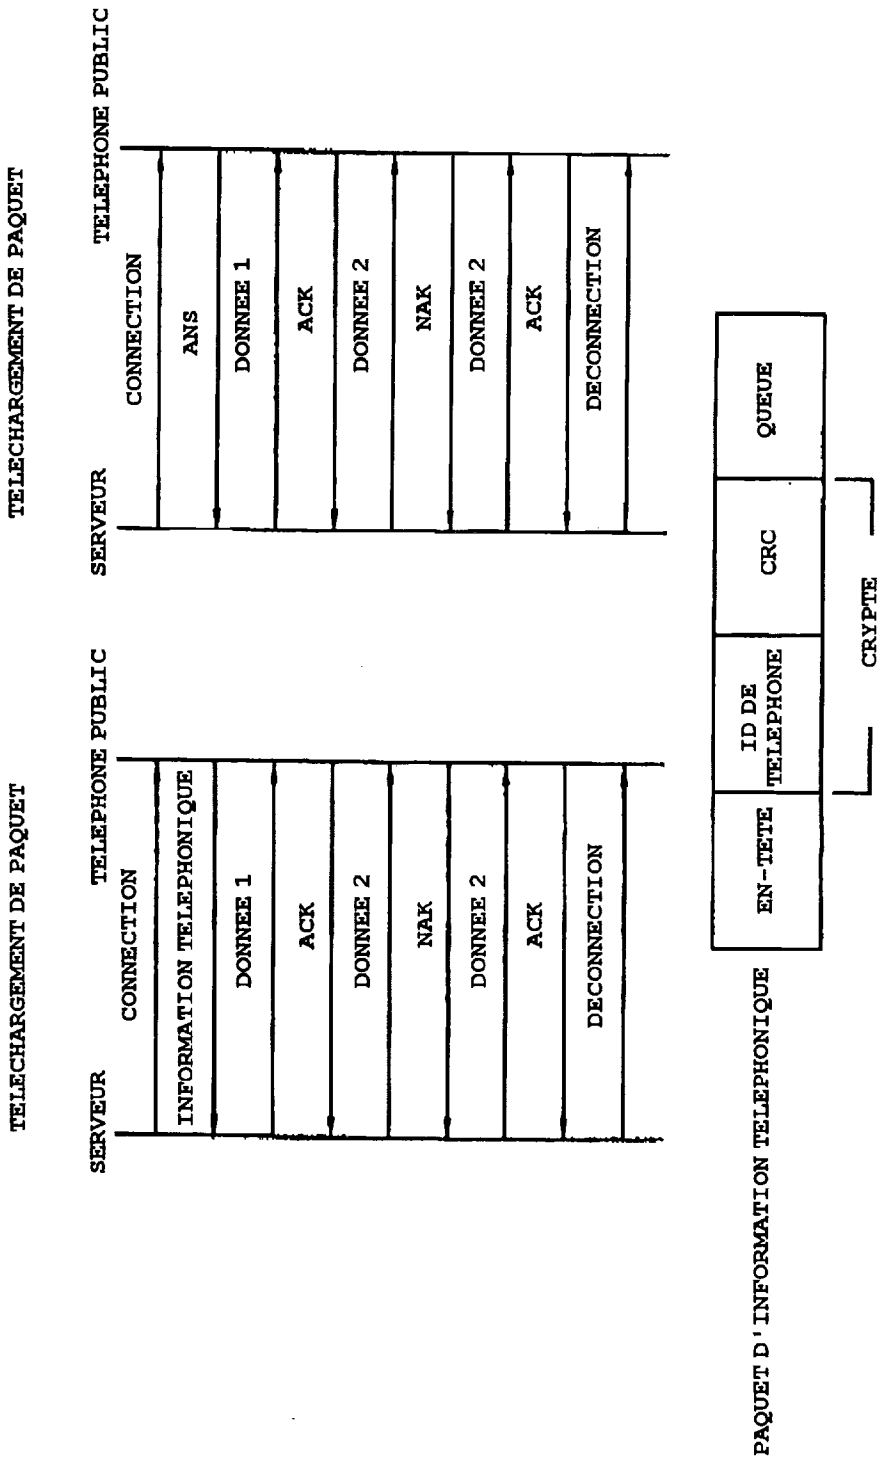 TELECHARGEMENT DE PAQUET
SERVEUR
TELEPHONE PUBLIC
CONNECTION
INFORMATION TELEPHONIQUE
DONNEE 1
ACK
DONNEE 2
NAK
DONNEE 2
ACK
DECONNECTION
TELECHARGEMENT DE PAQUET
SERVEUR
TELEPHONE PUBLIC
CONNECTION
ANS
DONNEE 1
ACK
DONNEE 2
NAK
DONNEE 2
ACK
DECONNECTION
PAQUET D'INFORMATION TELEPHONIQUE
EN-TETE
ID DE
TELEPHONE
CRC
QUEUE
CRYPTE